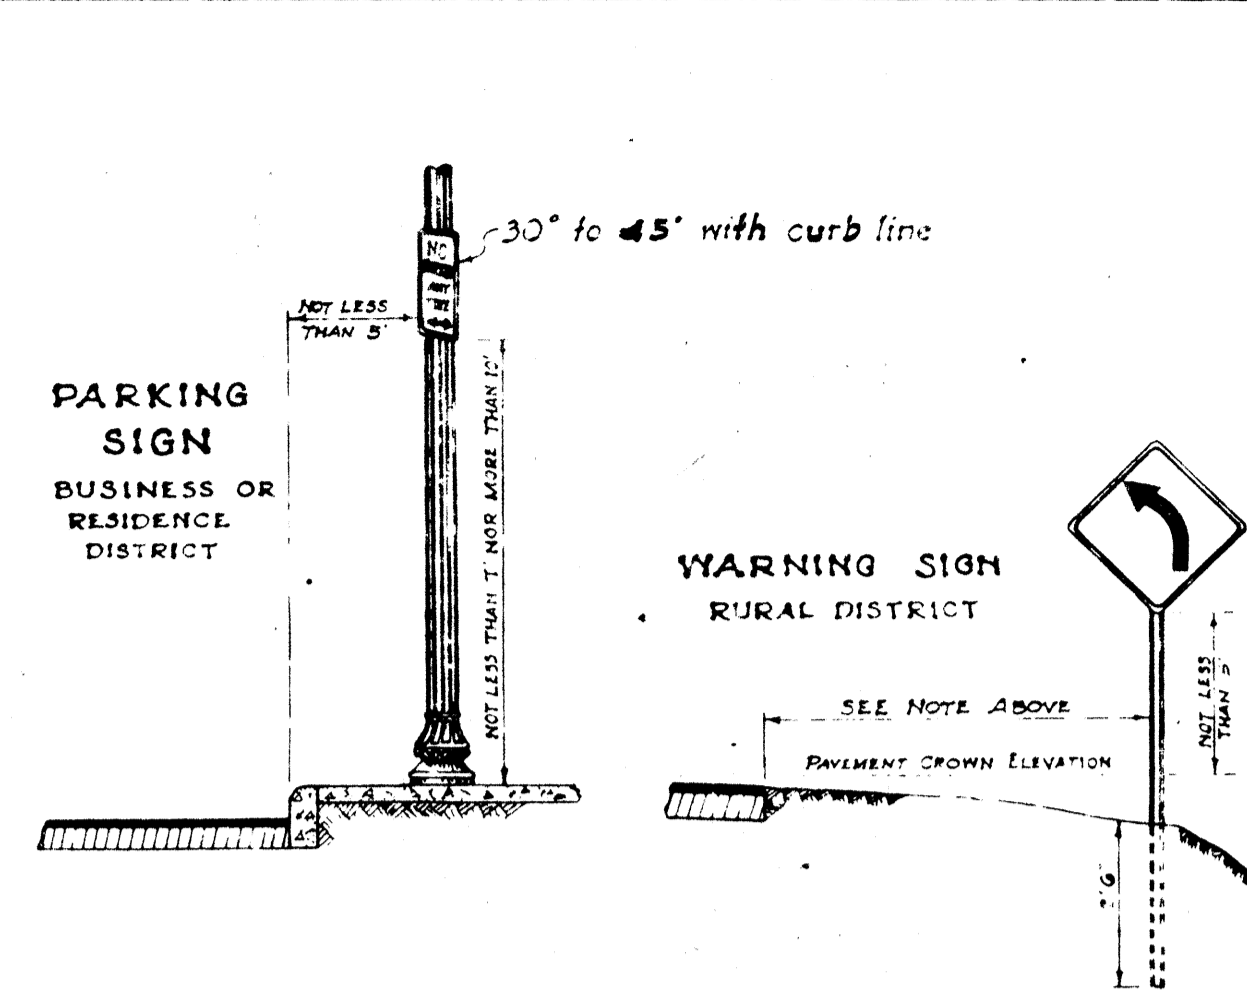 30° to 45° with curb line
NO
ANY
TIME
NOT LESS
THAN 5'
NOT LESS THAN 7' NOR MORE THAN 10'
PARKING
SIGN
BUSINESS OR
RESIDENCE
DISTRICT
WARNING SIGN
RURAL DISTRICT
SEE NOTE ABOVE
PAVEMENT CROWN ELEVATION
NOT LESS
THAN